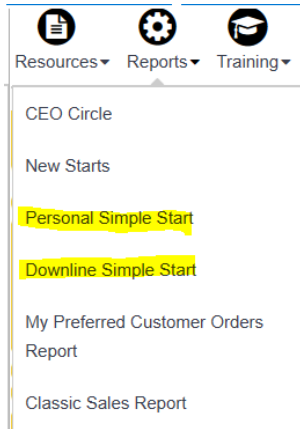 Resources Reports Training
CEO Circle
New Starts
Personal Simple Start
Downline Simple Start
My Preferred Customer Orders
Report
Classic Sales Report